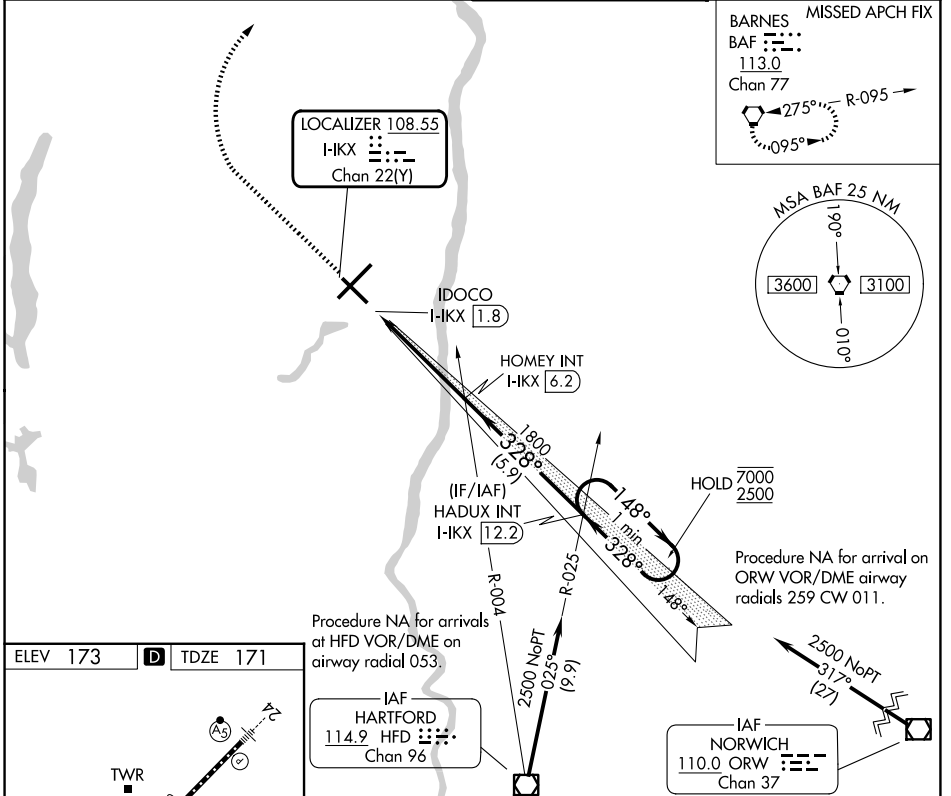 MISSED APCH FIX
BARNES
BAF
113.0
Chan 77
275°
R-095
095°
LOCALIZER 108.55
I-IKX
Chan 22(Y)
MSA BAF 25 NM
190°
3600
3100
010°
IDOCO
I-IKX 1.8
HOMEY INT
I-IKX 6.2
1800
328°
(5.9)
(IF/IAF)
HADUX INT
I-IKX 12.2
148°
1 min
328°
148°
HOLD 7000
2500
R-004
R-025
Procedure NA for arrival on
ORW VOR/DME airway
radials 259 CW 011.
Procedure NA for arrivals
at HFD VOR/DME on
airway radial 053.
2500 NoPT
025°
(9.9)
2500 NoPT
317°
(27)
IAF
HARTFORD
114.9 HFD
Chan 96
IAF
NORWICH
110.0 ORW
Chan 37
ELEV 173
D
TDZE 171
A5
24
P
TWR